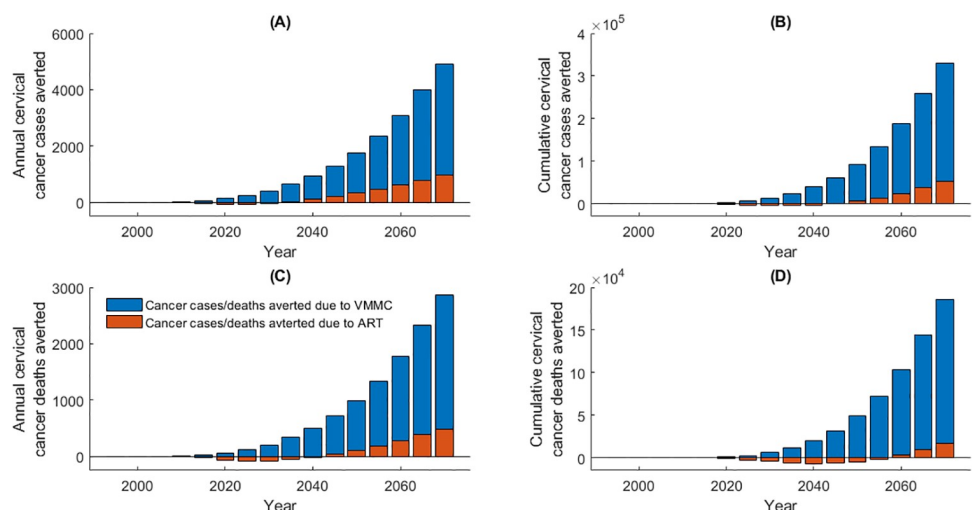 (A)
6000
4000
2000
0
Annual cervical
cancer cases averted
2000 2020 2040 2060
Year
(B)
×10^5
4
3
2
1
0
Cumulative cervical
cancer cases averted
2000 2020 2040 2060
Year
(C)
3000
2000
1000
0
Annual cervical
cancer deaths averted
Cancer cases/deaths averted due to VMMC
Cancer cases/deaths avterted due to ART
2000 2020 2040 2060
Year
(D)
×10^4
20
15
10
5
0
Cumulative cervical
cancer deaths averted
2000 2020 2040 2060
Year